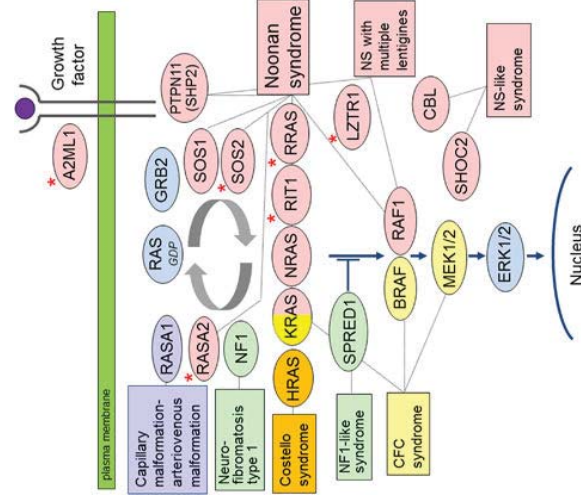 Growth
factor
* A2ML1
plasma membrane
Capillary
malformation-
arteriovenous
malformation
RASA1
RAS
GDP
GRB2
PTPN11
(SHP2)
* RASA2
SOS1
* SOS2
Neuro-
fibromatosis
type 1
NF1
Noonan
syndrome
Costello
syndrome
HRAS
KRAS
NRAS
* RIT1
* RRAS
NF1-like
syndrome
SPRED1
* LZTR1
NS with
multiple
lentigines
CFC
syndrome
BRAF
RAF1
CBL
MEK1/2
SHOC2
NS-like
syndrome
ERK1/2
Nucleus